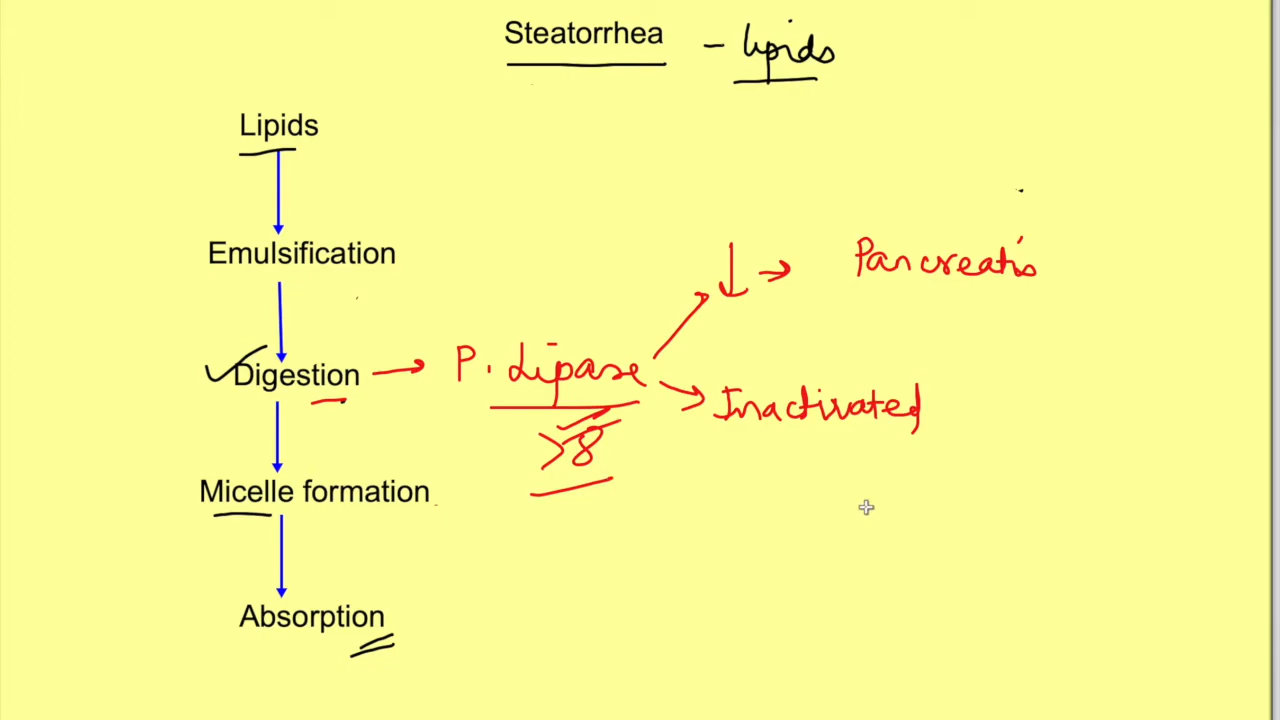 Steatorrhea - lipids
Lipids
Emulsification
↓ → Pancreatis
Digestion → P. Lipase
Inactivated
>8
Micelle formation
Absorption